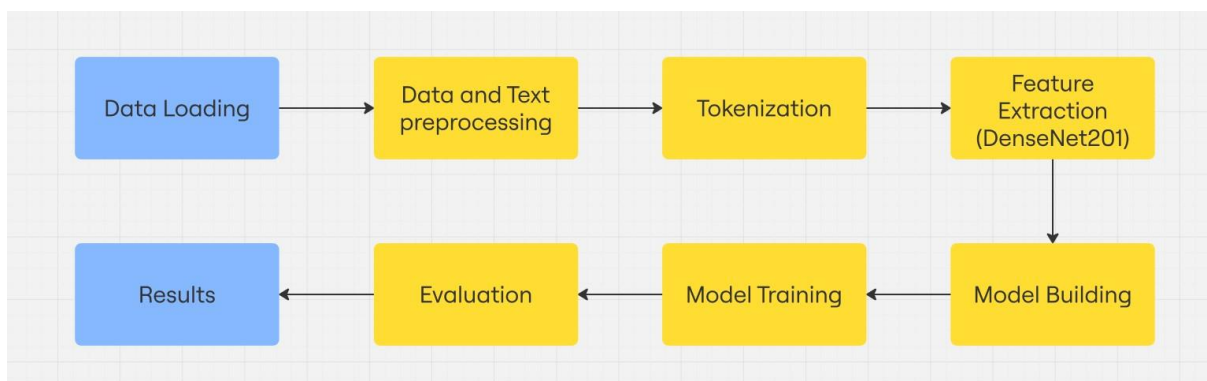 Data Loading
Data and Text
preprocessing
Tokenization
Feature
Extraction
(DenseNet201)
Results
Evaluation
Model Training
Model Building